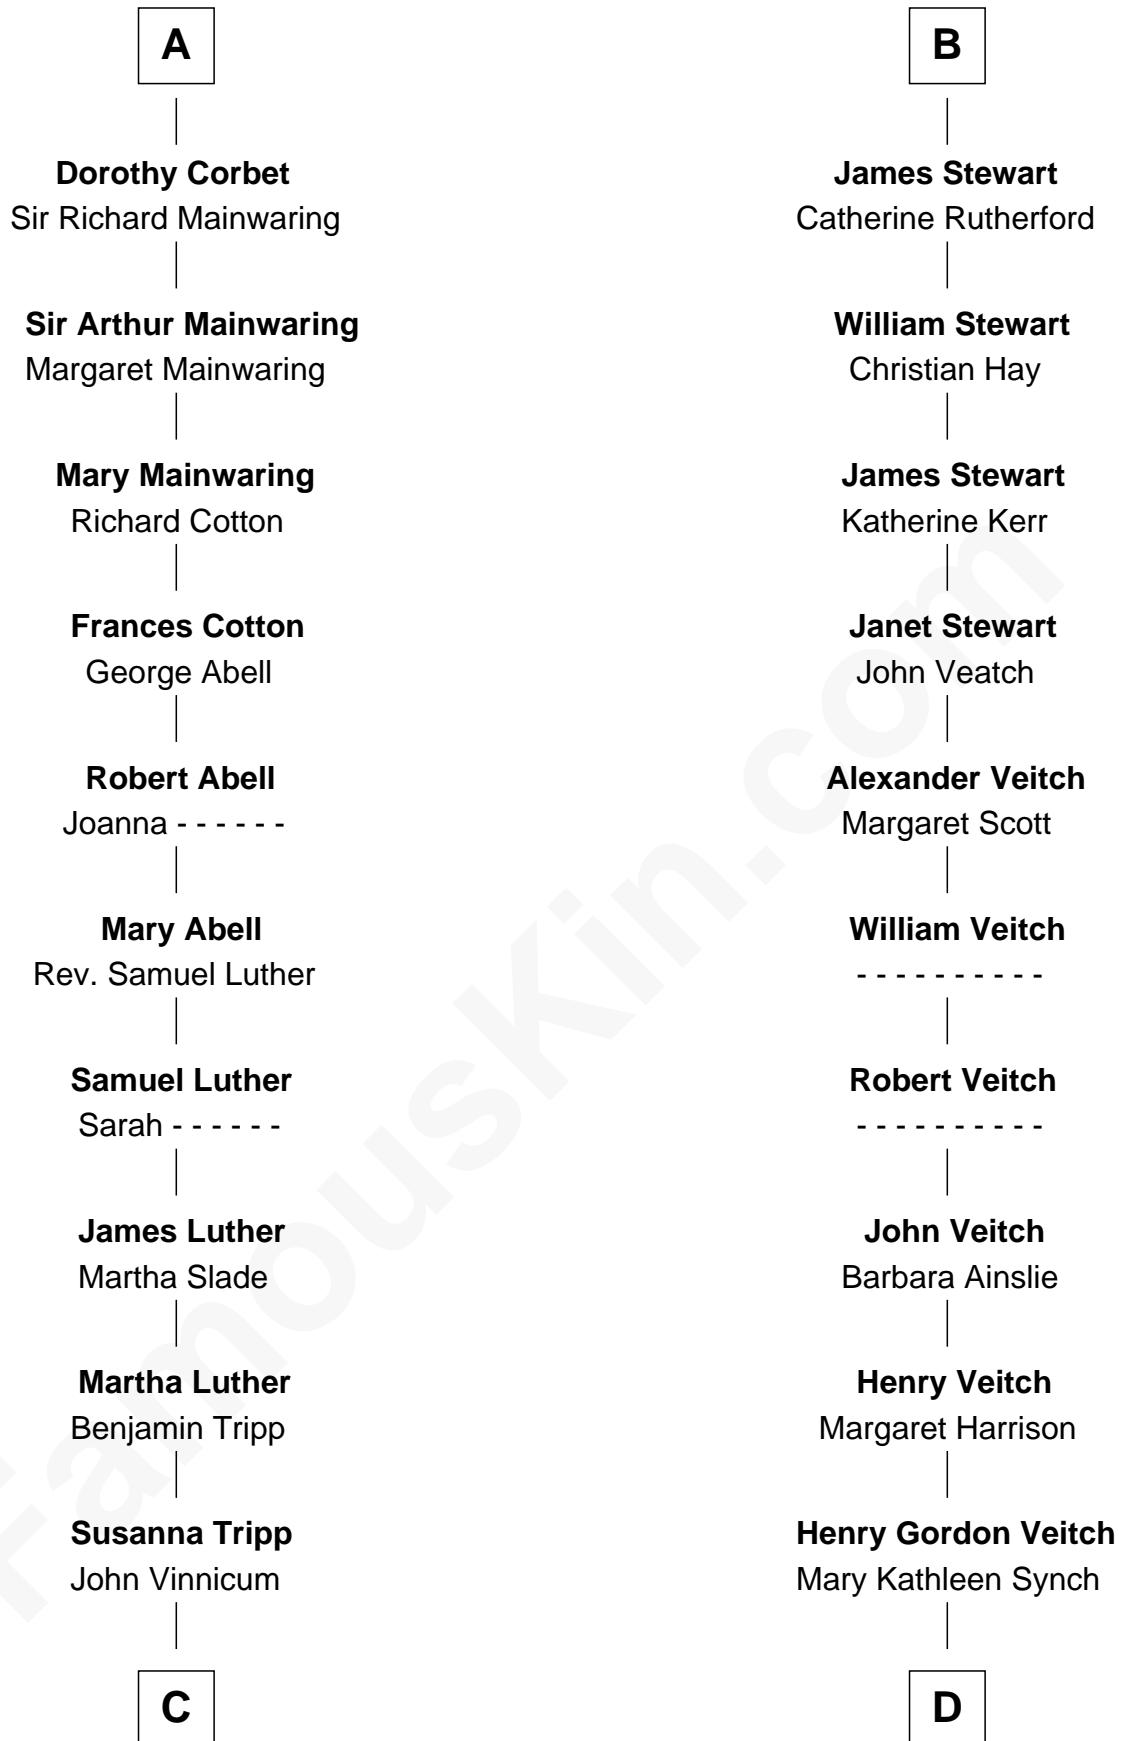 A
Dorothy Corbet
Sir Richard Mainwaring
Sir Arthur Mainwaring
Margaret Mainwaring
Mary Mainwaring
Richard Cotton
Frances Cotton
George Abell
Robert Abell
Joanna - - - - - -
Mary Abell
Rev. Samuel Luther
Samuel Luther
Sarah - - - - - -
James Luther
Martha Slade
Martha Luther
Benjamin Tripp
Susanna Tripp
John Vinnicum
C
B
James Stewart
Catherine Rutherford
William Stewart
Christian Hay
James Stewart
Katherine Kerr
Janet Stewart
John Veatch
Alexander Veitch
Margaret Scott
William Veitch
- - - - - - - - - -
Robert Veitch
- - - - - - - - - -
John Veitch
Barbara Ainslie
Henry Veitch
Margaret Harrison
Henry Gordon Veitch
Mary Kathleen Synch
D
FamousKin.com